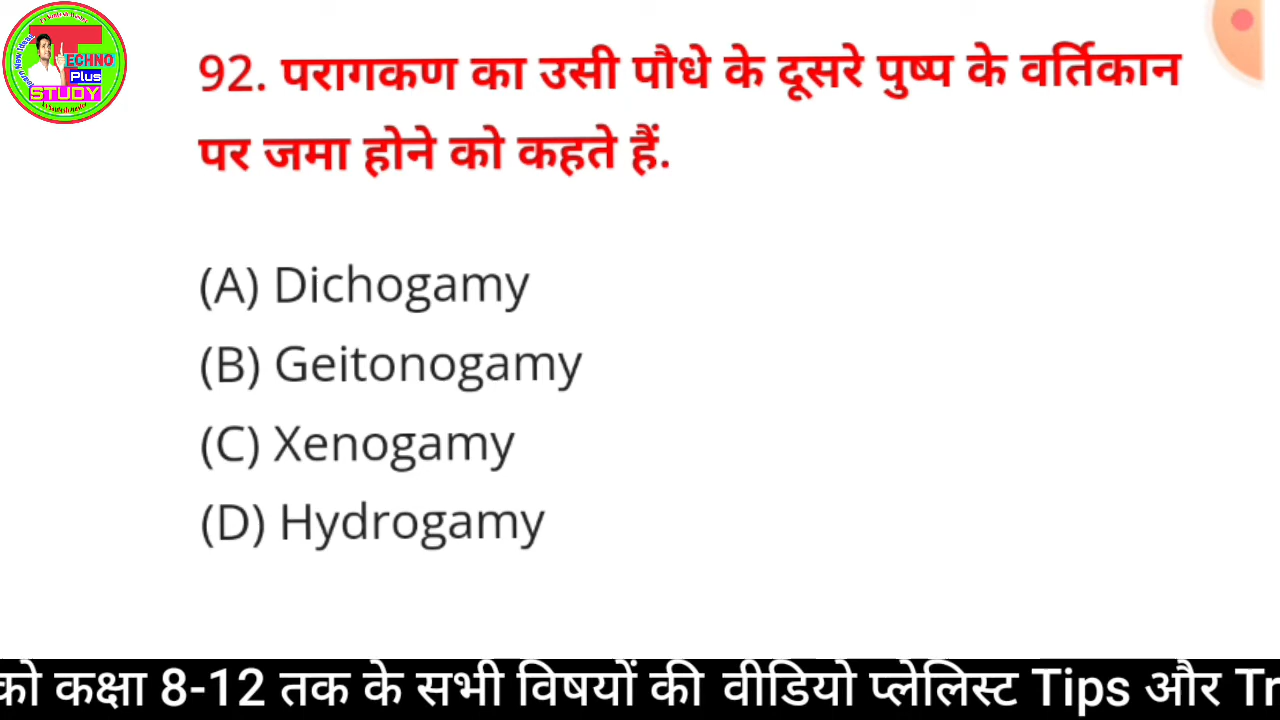 TECHNO
Plus
STUDY
92. परागकण का उसी पौधे के दूसरे पुष्प के वर्तिकान
पर जमा होने को कहते हैं.
(A) Dichogamy
(B) Geitonogamy
(C) Xenogamy
(D) Hydrogamy
को कक्षा 8-12 तक के सभी विषयों की वीडियो प्लेलिस्ट Tips और Tr